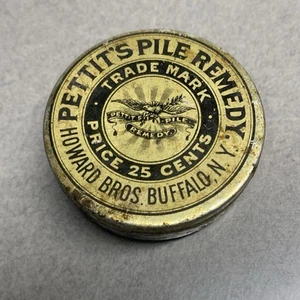 PETTIT'S PILE REMEDY
TRADE MARK
PETTIT'S PILE
REMEDY
PRICE 25 CENTS
HOWARD BROS. BUFFALO, N.Y.